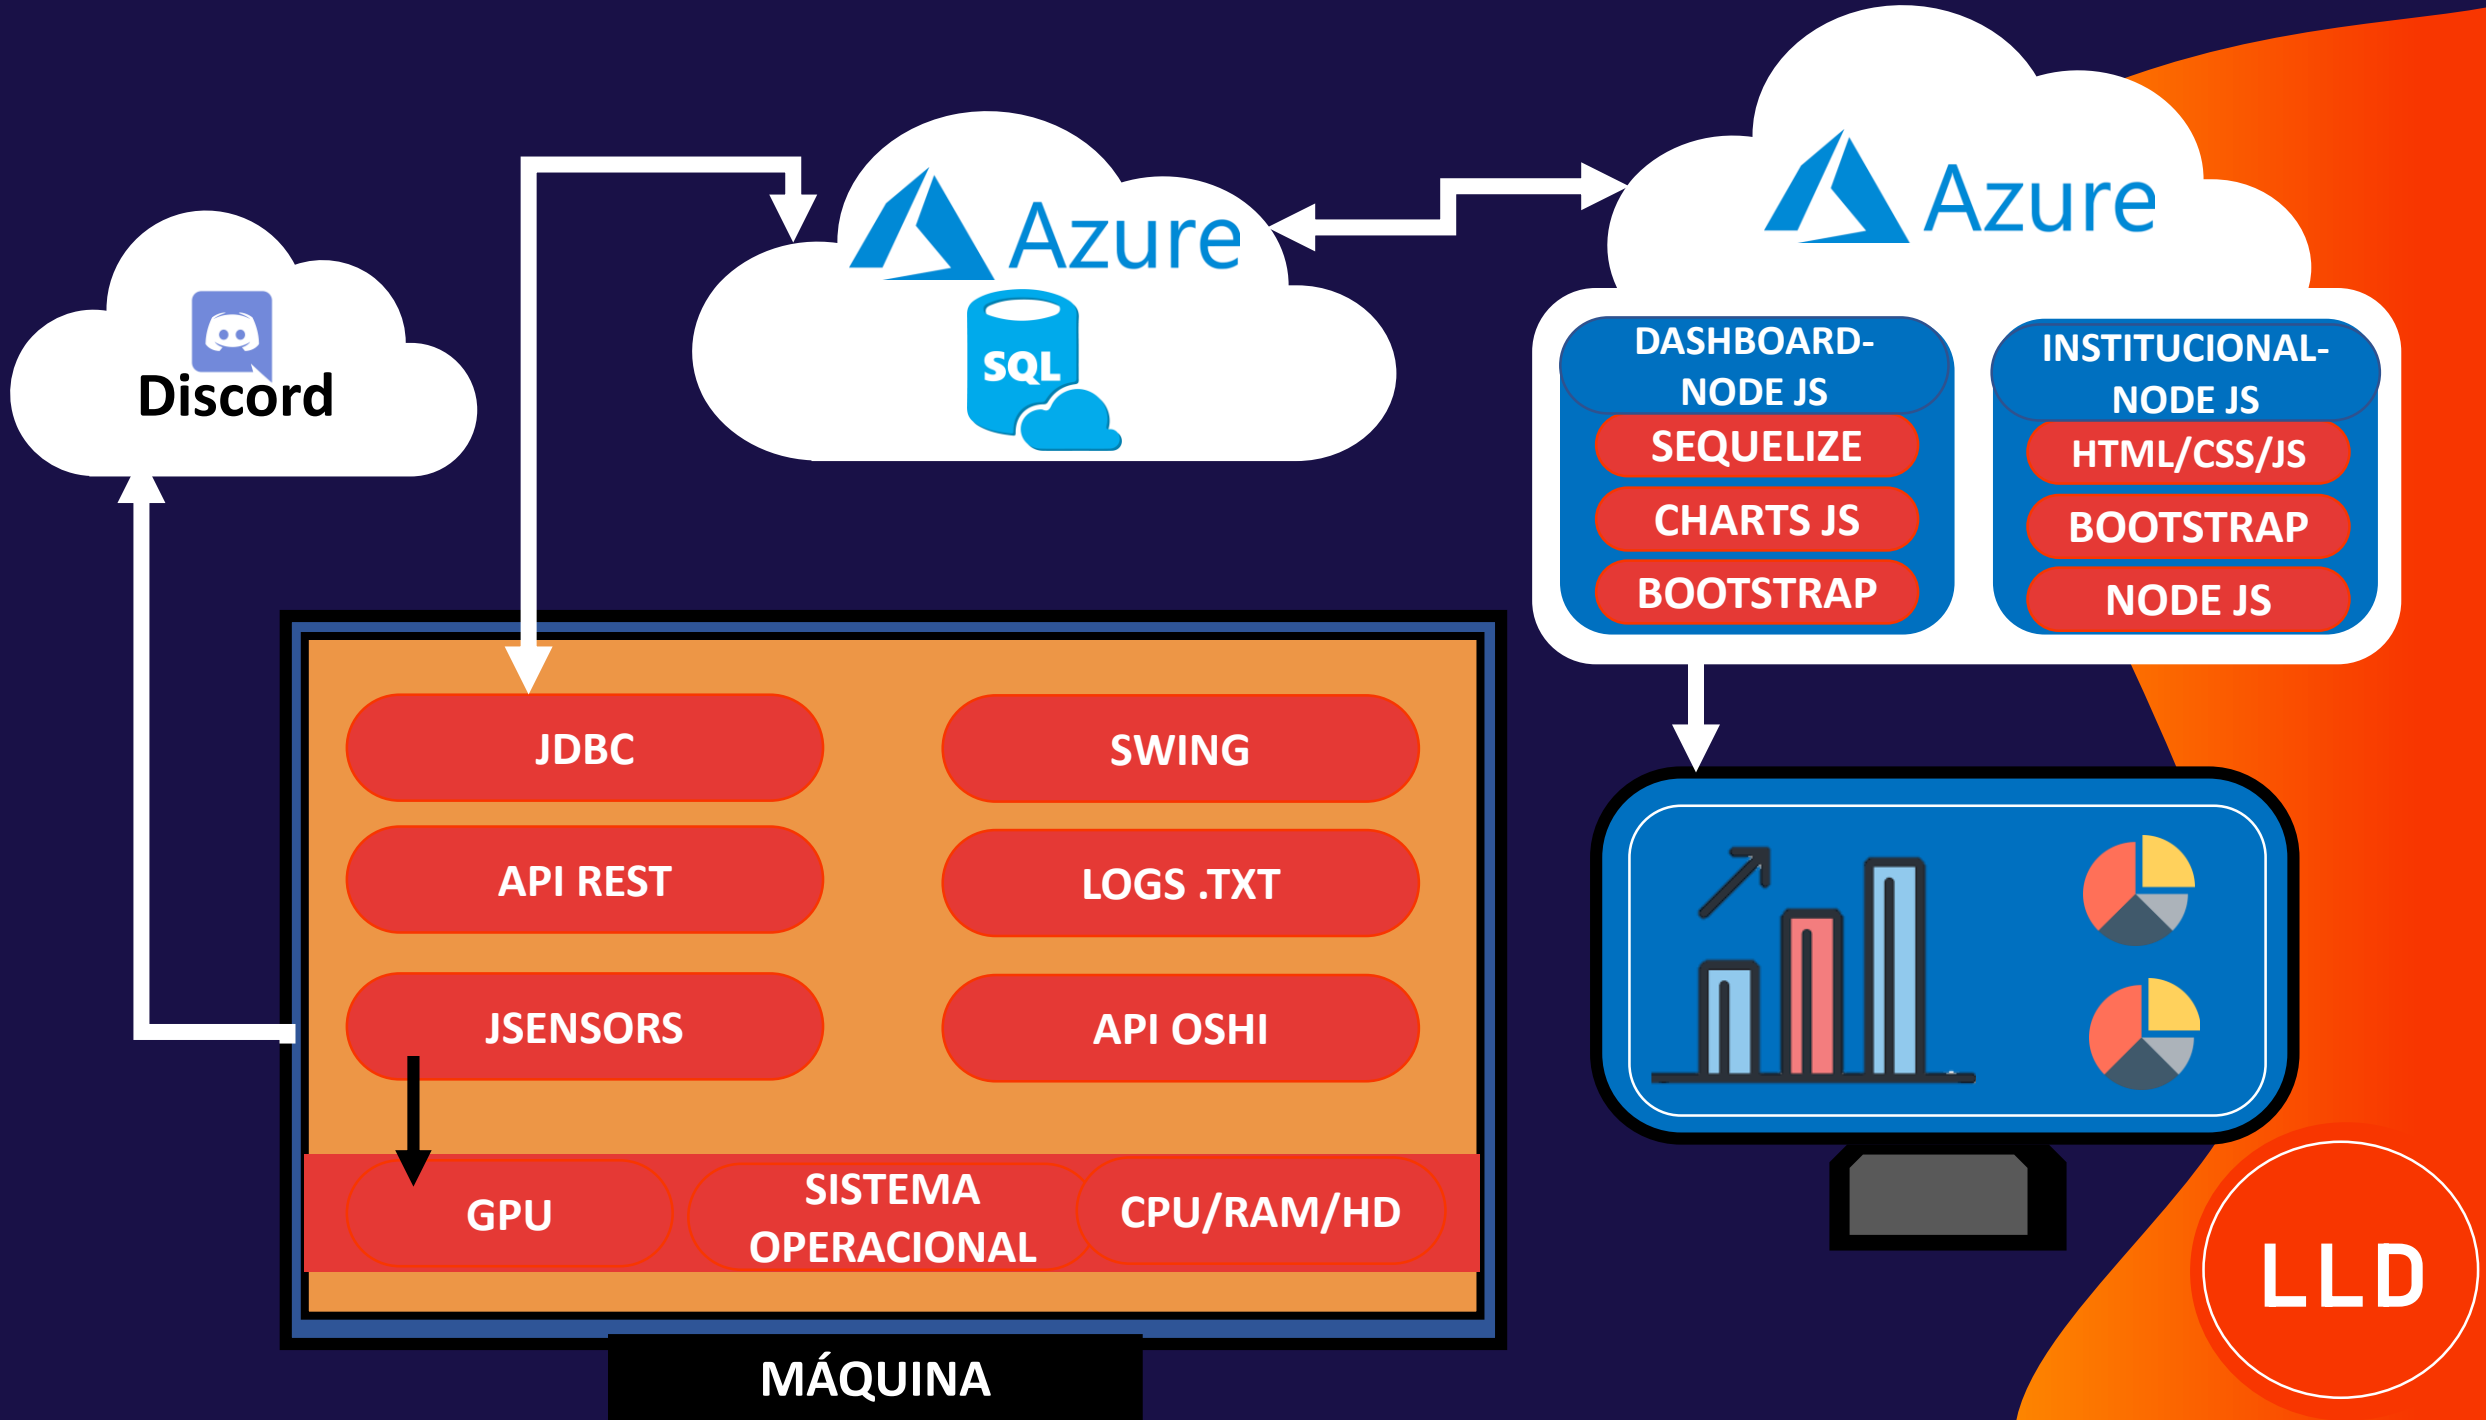 Discord
Azure
SQL
Azure
DASHBOARD-
NODE JS
SEQUELIZE
CHARTS JS
BOOTSTRAP
INSTITUCIONAL-
NODE JS
HTML/CSS/JS
BOOTSTRAP
NODE JS
JDBC
SWING
API REST
LOGS .TXT
JSENSORS
API OSHI
GPU
SISTEMA
OPERACIONAL
CPU/RAM/HD
MÁQUINA
LLD